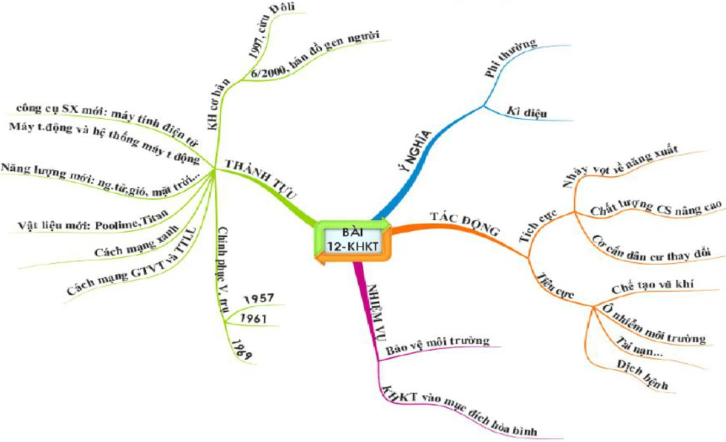 BÀI
12-KHKT
THÀNH TỰU
KH cơ bản
1997, cừu Đôli
6/2000, bản đồ gen người
công cụ SX mới: máy tính điện tử
Máy t.động và hệ thống máy t động
Năng lượng mới: ng.tử,gió, mặt trời...
Vật liệu mới: Poolime,Titan
Cách mạng xanh
Cách mạng GTVT và TTLL
Chinh phục V. trụ
1957
1961
1969
Ý NGHĨA
Phi thường
Kì diệu
TÁC ĐỘNG
Tích cực
Nhảy vọt về năng xuất
Chất lượng CS nâng cao
Cơ cấu dân cư thay đổi
Tiêu cực
Chế tạo vũ khí
Ô nhiễm môi trường
Tai nạn...
Dịch bệnh
NHIỆM VỤ
Bảo vệ môi trường
KHKT vào mục đích hòa bình